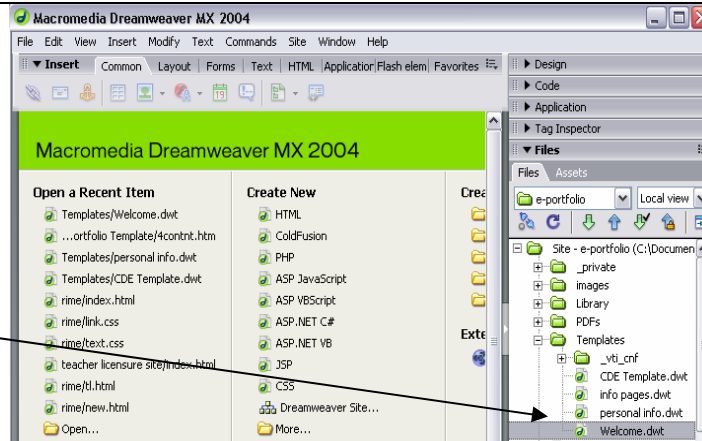 Macromedia Dreamweaver MX 2004
File Edit View Insert Modify Text Commands Site Window Help
Insert Common Layout Forms Text HTML Application Flash elem Favorites
Macromedia Dreamweaver MX 2004
Open a Recent Item
Templates/Welcome.dwt
...ortfolio Template/4contnt.htm
Templates/personal info.dwt
Templates/CDE Template.dwt
rime/index.html
rime/link.css
rime/text.css
teacher licensure site/index.html
rime/tl.html
rime/new.html
Open...
Create New
HTML
ColdFusion
PHP
ASP JavaScript
ASP VBScript
ASP.NET C#
ASP.NET VB
JSP
CSS
Dreamweaver Site...
More...
Crea
Exte
Design
Code
Application
Tag Inspector
Files
Files Assets
e-portfolio Local view
Site - e-portfolio (C:\Documen
_private
images
Library
PDFs
Templates
_vti_cnf
CDE Template.dwt
info pages.dwt
personal info.dwt
Welcome.dwt